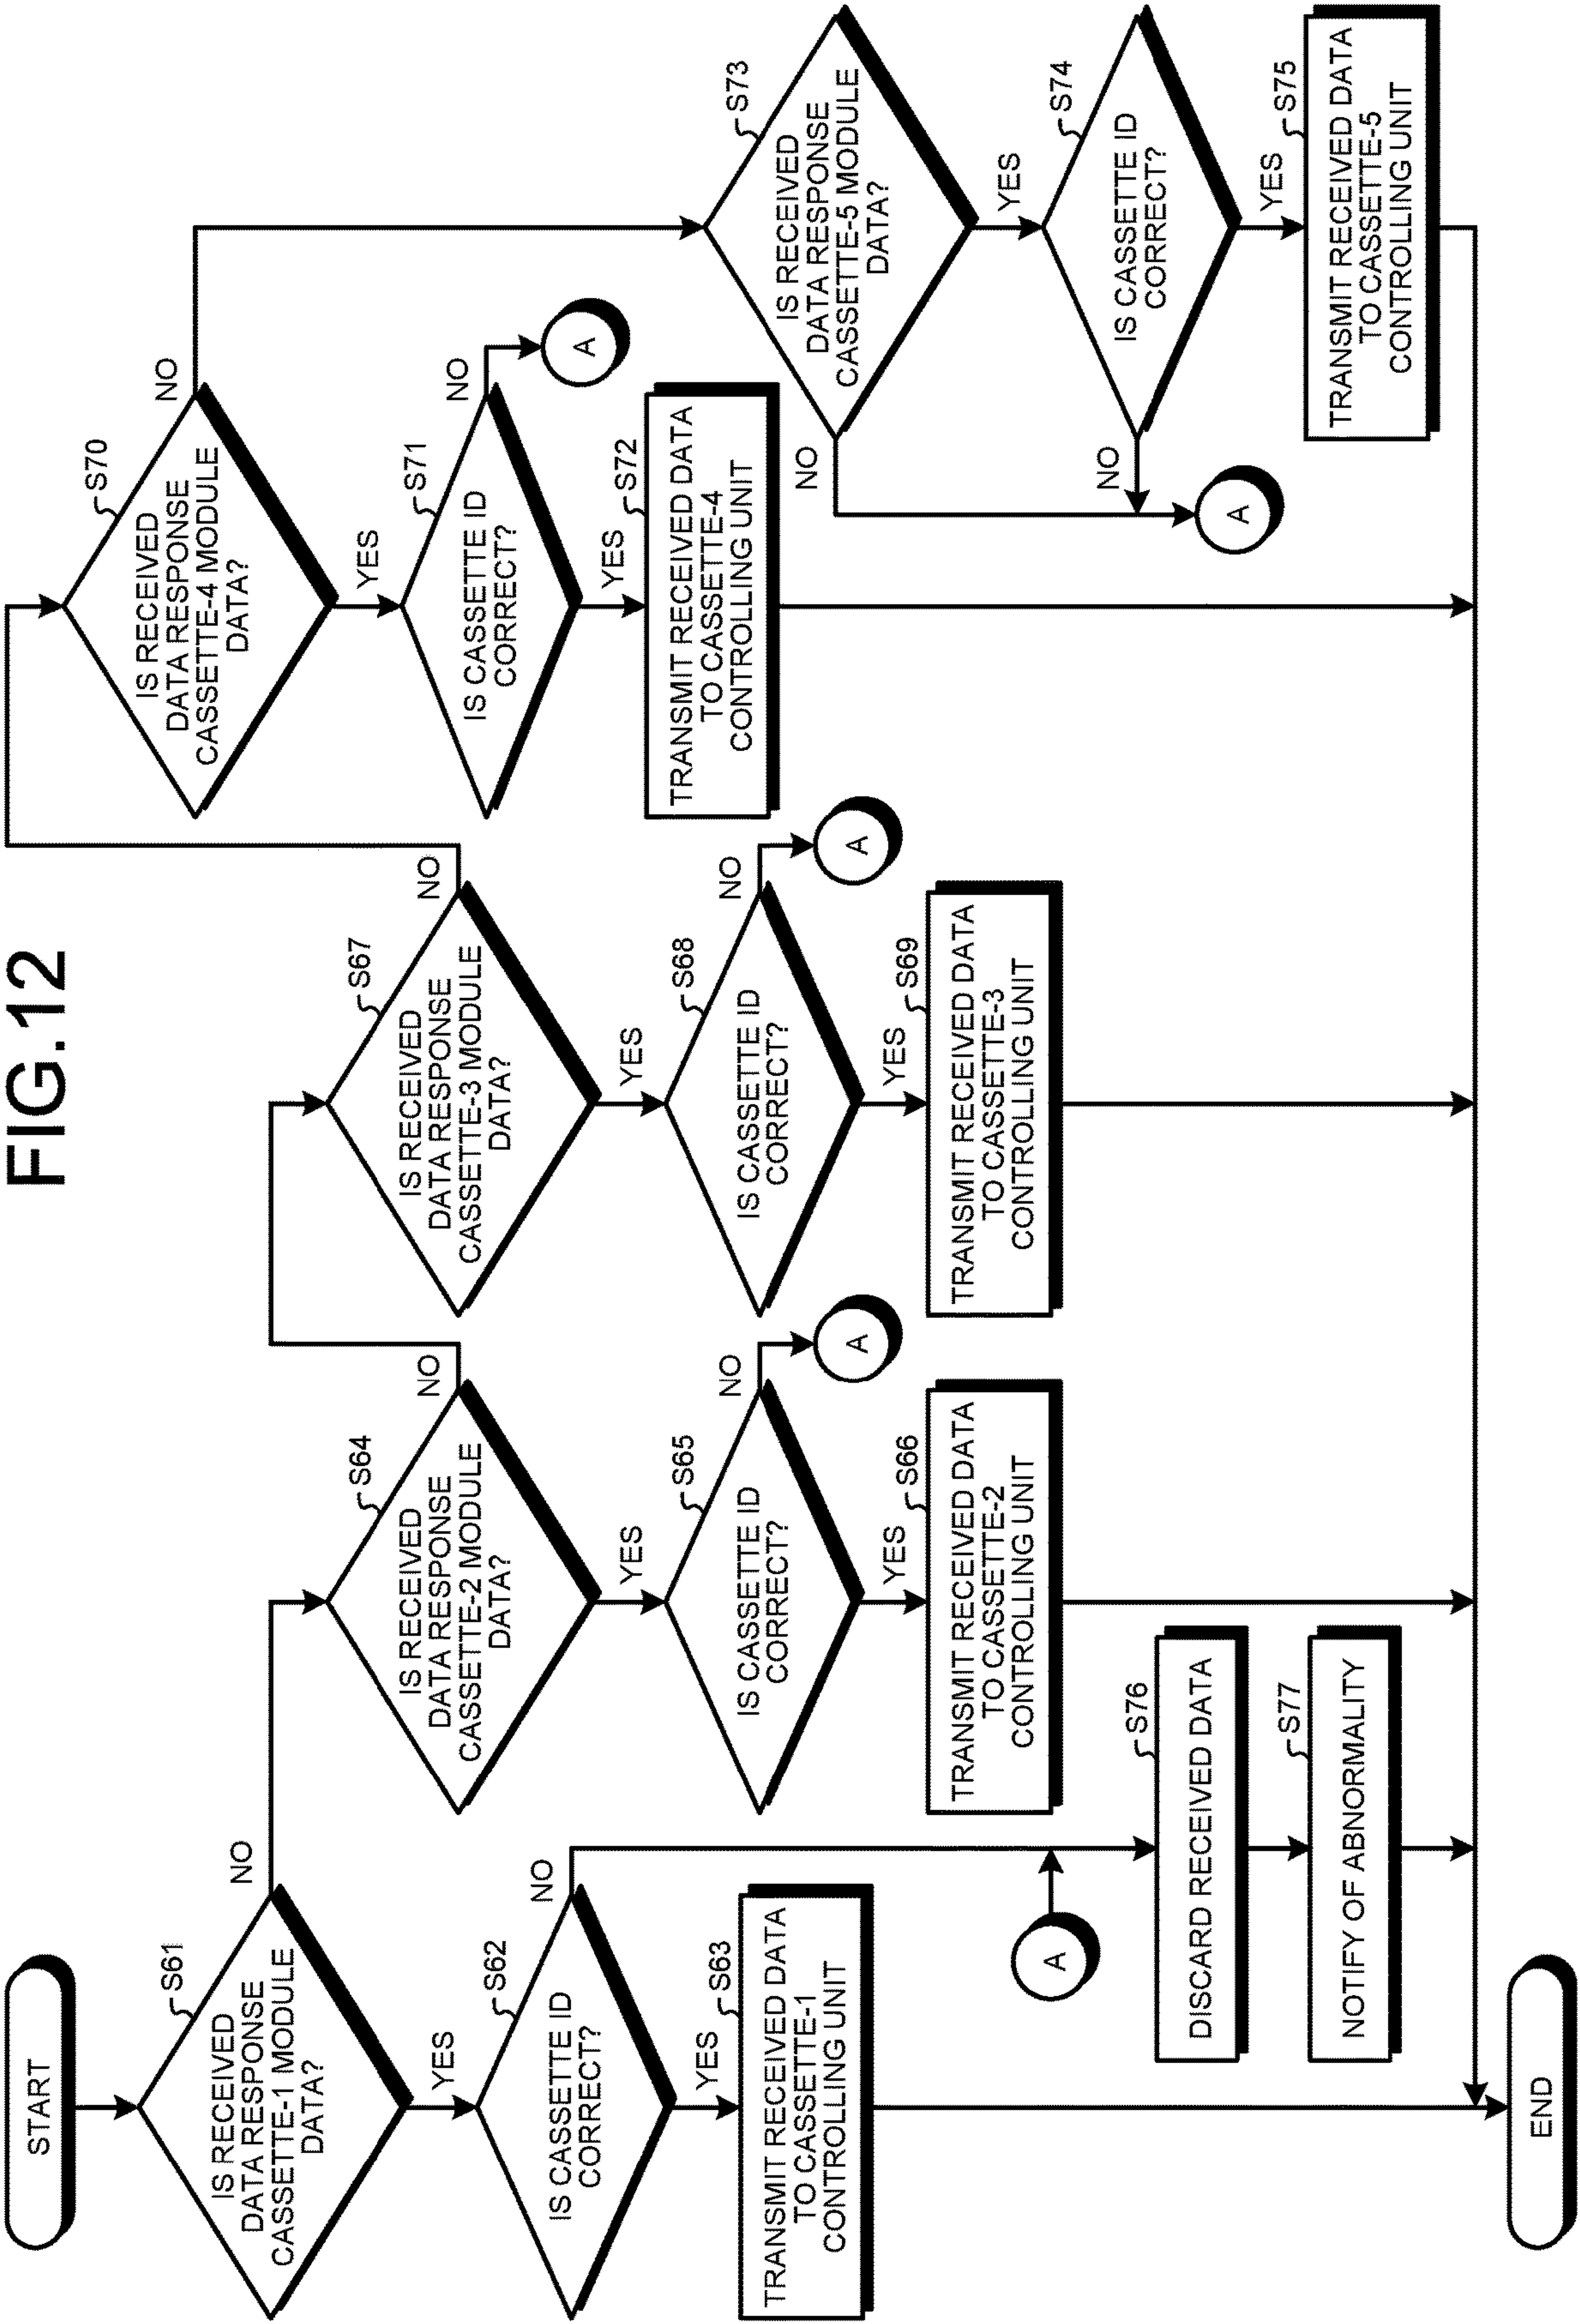 FIG.12
START
S61
IS RECEIVED
DATA RESPONSE
CASSETTE-1 MODULE
DATA?
NO
YES
S62
IS CASSETTE ID
CORRECT?
NO
YES
S63
TRANSMIT RECEIVED DATA
TO CASSETTE-1
CONTROLLING UNIT
S64
IS RECEIVED
DATA RESPONSE
CASSETTE-2 MODULE
DATA?
NO
YES
S65
IS CASSETTE ID
CORRECT?
NO
A
YES
S66
TRANSMIT RECEIVED DATA
TO CASSETTE-2
CONTROLLING UNIT
S67
IS RECEIVED
DATA RESPONSE
CASSETTE-3 MODULE
DATA?
NO
YES
S68
IS CASSETTE ID
CORRECT?
NO
A
YES
S69
TRANSMIT RECEIVED DATA
TO CASSETTE-3
CONTROLLING UNIT
S70
IS RECEIVED
DATA RESPONSE
CASSETTE-4 MODULE
DATA?
NO
YES
S71
IS CASSETTE ID
CORRECT?
NO
A
YES
S72
TRANSMIT RECEIVED DATA
TO CASSETTE-4
CONTROLLING UNIT
S73
IS RECEIVED
DATA RESPONSE
CASSETTE-5 MODULE
DATA?
NO
YES
S74
IS CASSETTE ID
CORRECT?
NO
A
YES
S75
TRANSMIT RECEIVED DATA
TO CASSETTE-5
CONTROLLING UNIT
A
S76
DISCARD RECEIVED DATA
S77
NOTIFY OF ABNORMALITY
END